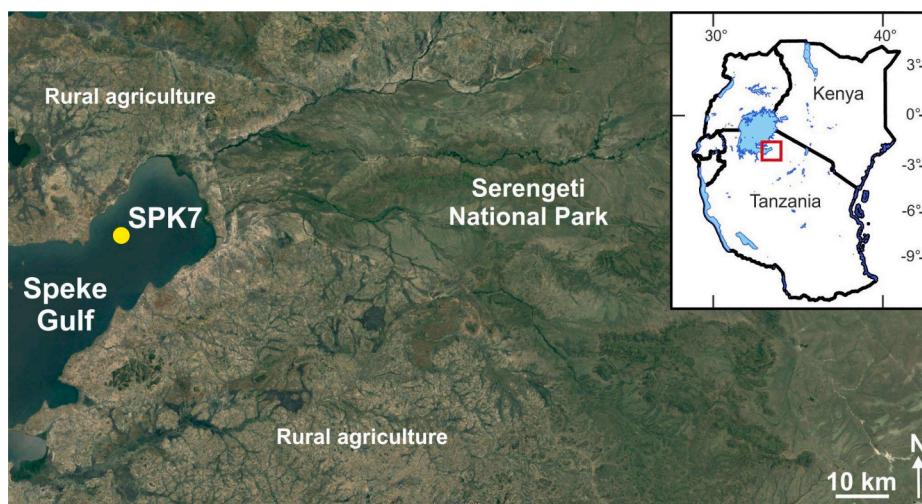 Rural agriculture
SPK7
Speke
Gulf
Serengeti
National Park
Rural agriculture
N
10 km
30°
40°
3°
0°
-3°
-6°
-9°
Kenya
Tanzania